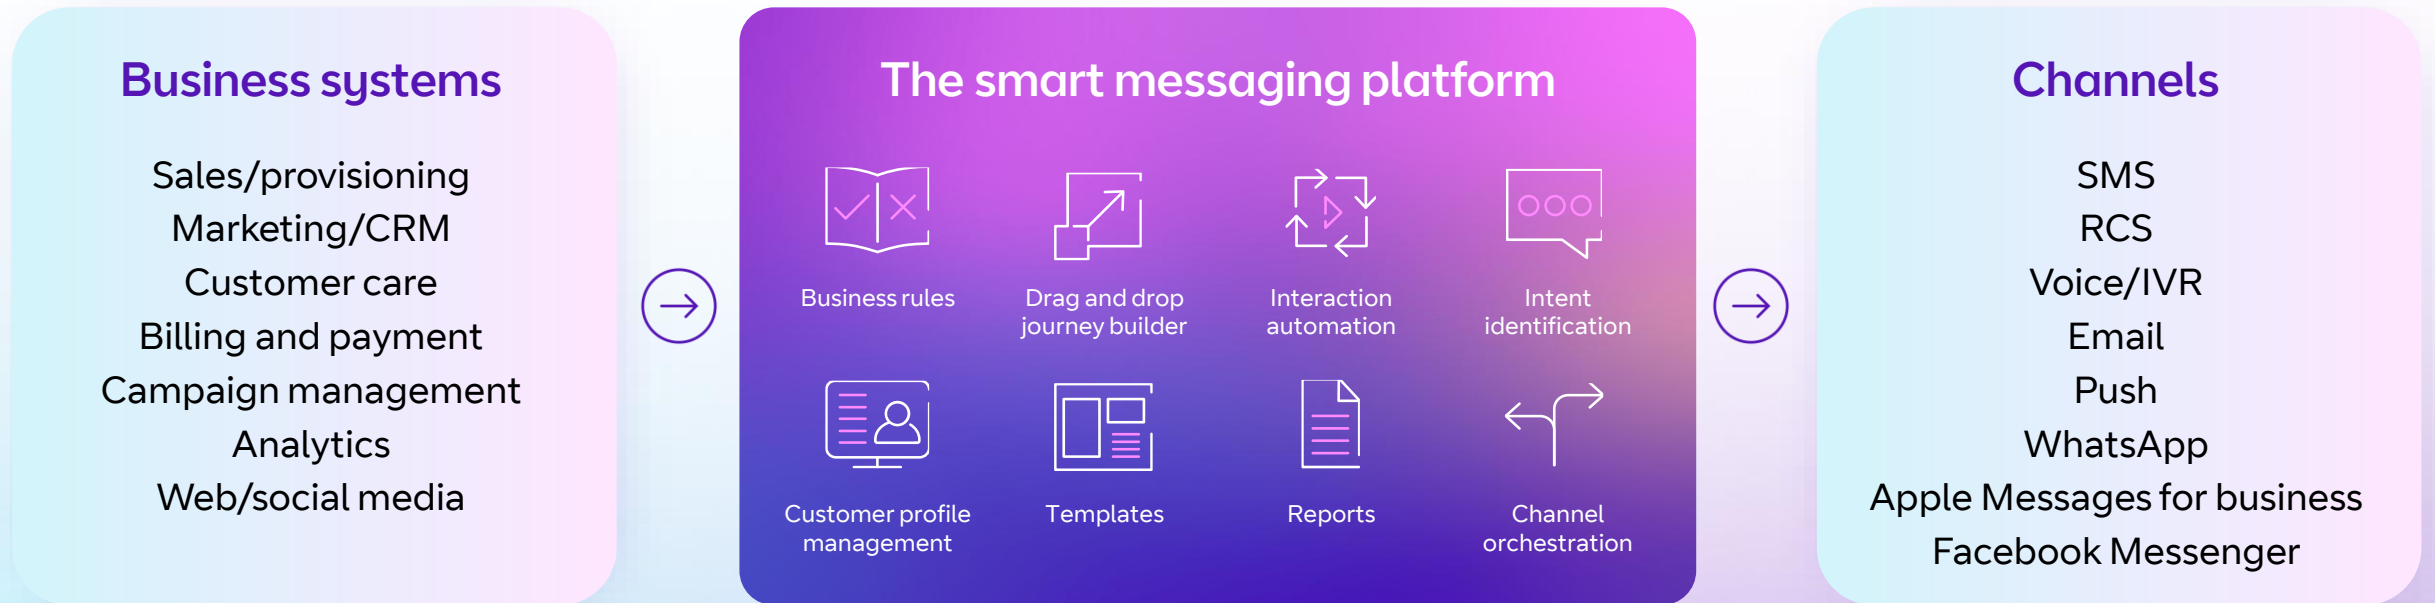 Business systems
Sales/provisioning
Marketing/CRM
Customer care
Billing and payment
Campaign management
Analytics
Web/social media
The smart messaging platform
Business rules
Drag and drop
journey builder
Interaction
automation
Intent
identification
Customer profile
management
Templates
Reports
Channel
orchestration
Channels
SMS
RCS
Voice/IVR
Email
Push
WhatsApp
Apple Messages for business
Facebook Messenger